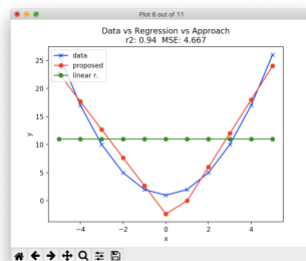 Plot 6 out of 11
Data vs Regression vs Approach
r2: 0.94 MSE: 4.667
data
proposed
linear r.
25
20
15
10
5
0
y
−4
−2
0
2
4
x